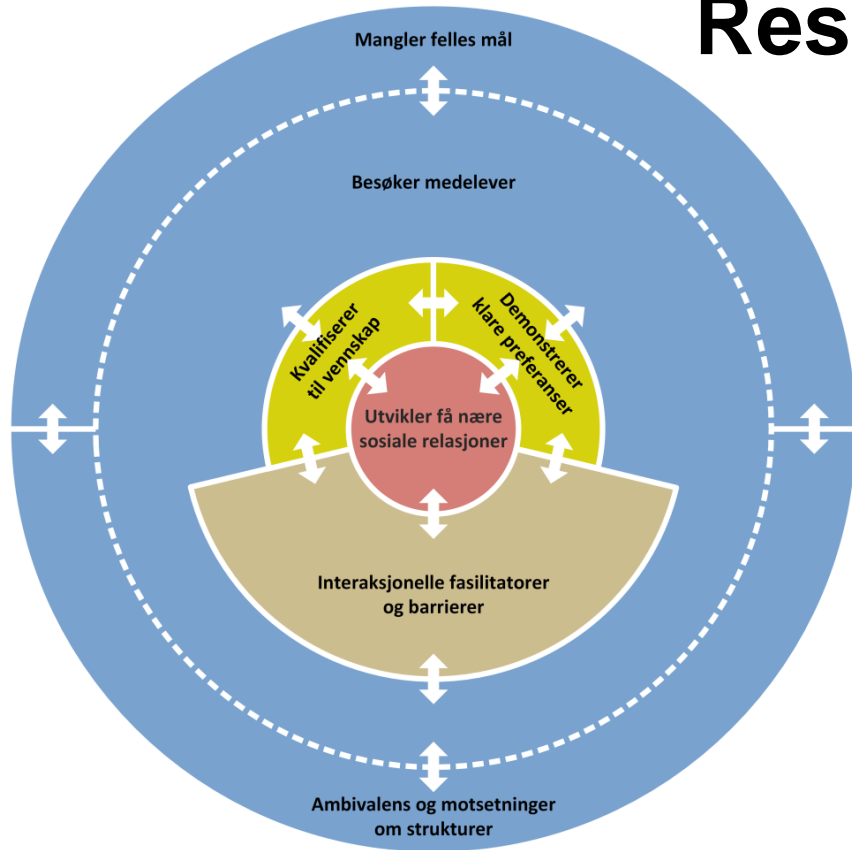 Res
Mangler felles mål
Besøker medelever
Kvalifiserer
til vennskap
Demonstrerer
klare preferanser
Utvikler få nære
sosiale relasjoner
Interaksjonelle fasilitatorer
og barrierer
Ambivalens og motsetninger
om strukturer